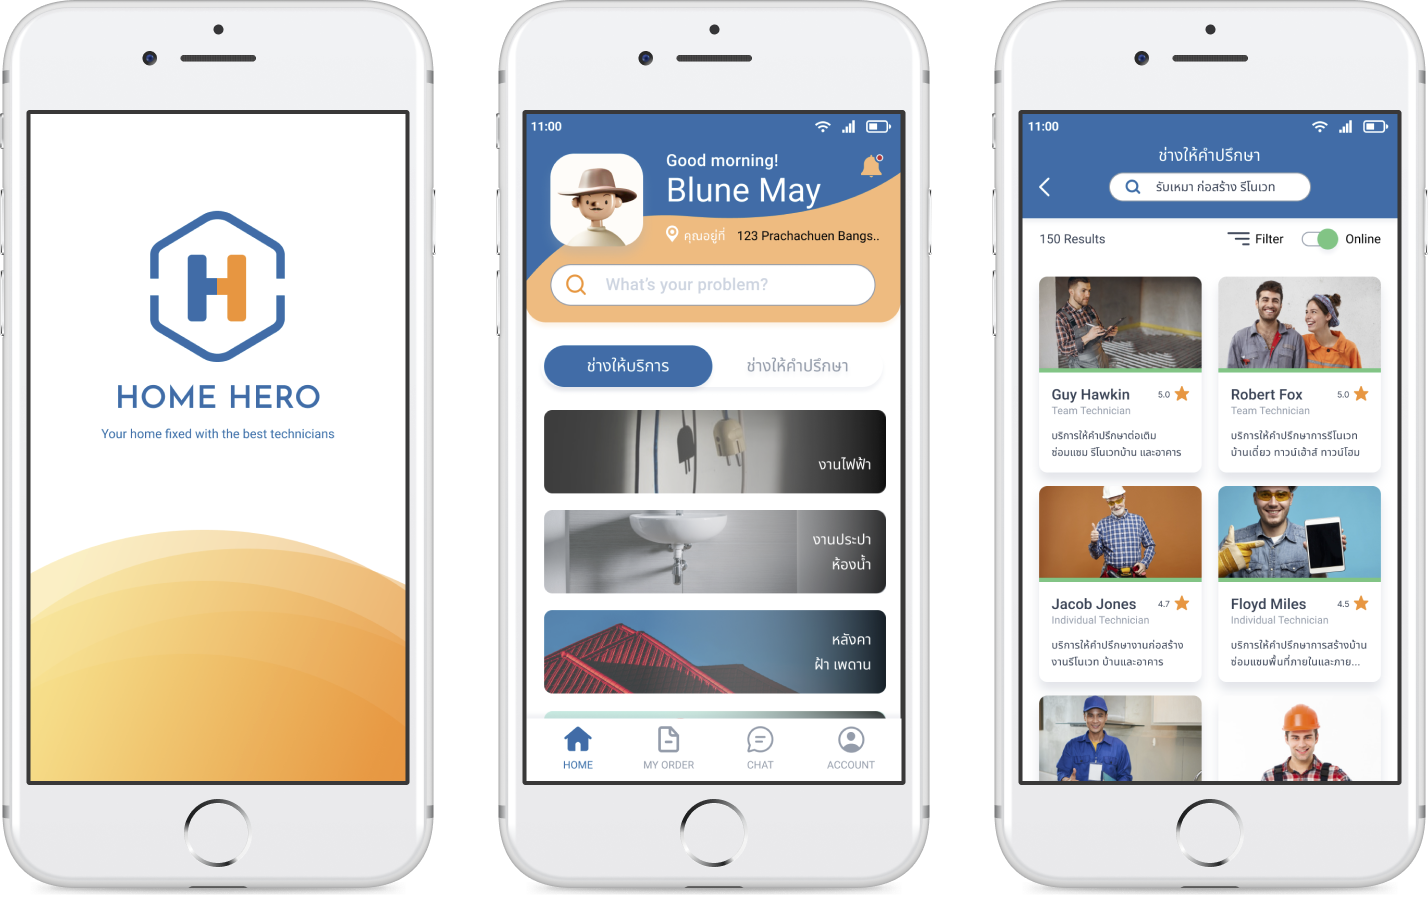 HOME HERO
Your home fixed with the best technicians
11:00
Good morning!
Blune May
คุณอยู่ที่ 123 Prachachuen Bangs..
What's your problem?
ช่างให้บริการ
ช่างให้คำปรึกษา
งานไฟฟ้า
งานประปา
ห้องน้ำ
หลังคา
ฝ้า เพดาน
HOME
MY ORDER
CHAT
ACCOUNT
11:00
ช่างให้คำปรึกษา
รับเหมา ก่อสร้าง รีโนเวท
150 Results
Filter
Online
Guy Hawkin 5.0
Team Technician
บริการให้คำปรึกษาต่อเติม
ซ่อมแซม รีโนเวทบ้าน และอาคาร
Robert Fox 5.0
Team Technician
บริการให้คำปรึกษาการรีโนเวท
บ้านเดี่ยว ทาวน์เฮ้าส์ ทาวน์โฮม
Jacob Jones 4.7
Individual Technician
บริการให้คำปรึกษางานก่อสร้าง
งานรีโนเวท บ้านและอาคาร
Floyd Miles 4.5
Individual Technician
บริการให้คำปรึกษาการสร้างบ้าน
ซ่อมแซมพื้นที่ภายในและภาย...